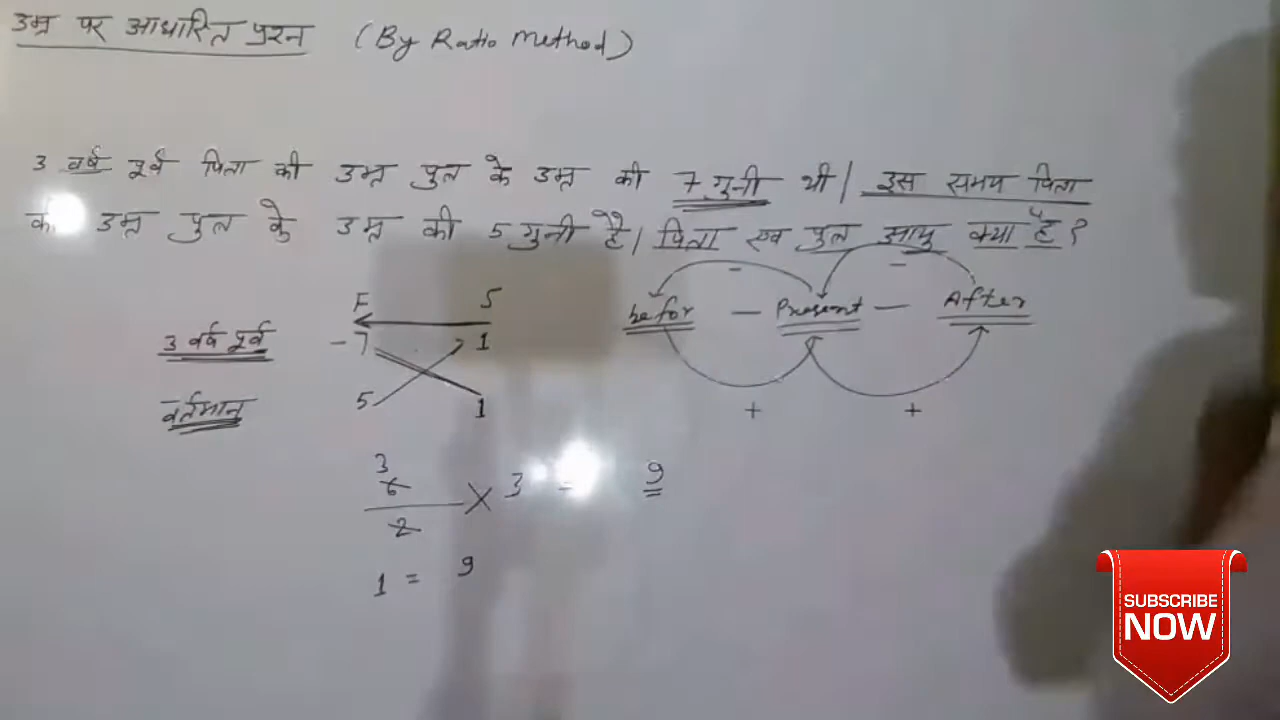 उम्र पर आधारित प्रश्न (By Ratio Method)
3 वर्ष पूर्व पिता की उम्र पुत्र के उम्र की 7 गुनी थी। इस समय पिता
की उम्र पुत्र के उम्र की 5 गुनी है। पिता एवं पुत्र आयु क्या है?
F S
befor — Present — After
3 वर्ष पूर्व - 7 1
वर्तमान 5 1
- -
+ +
3
6
2
× 3 - 9
1 = 9
SUBSCRIBE
NOW